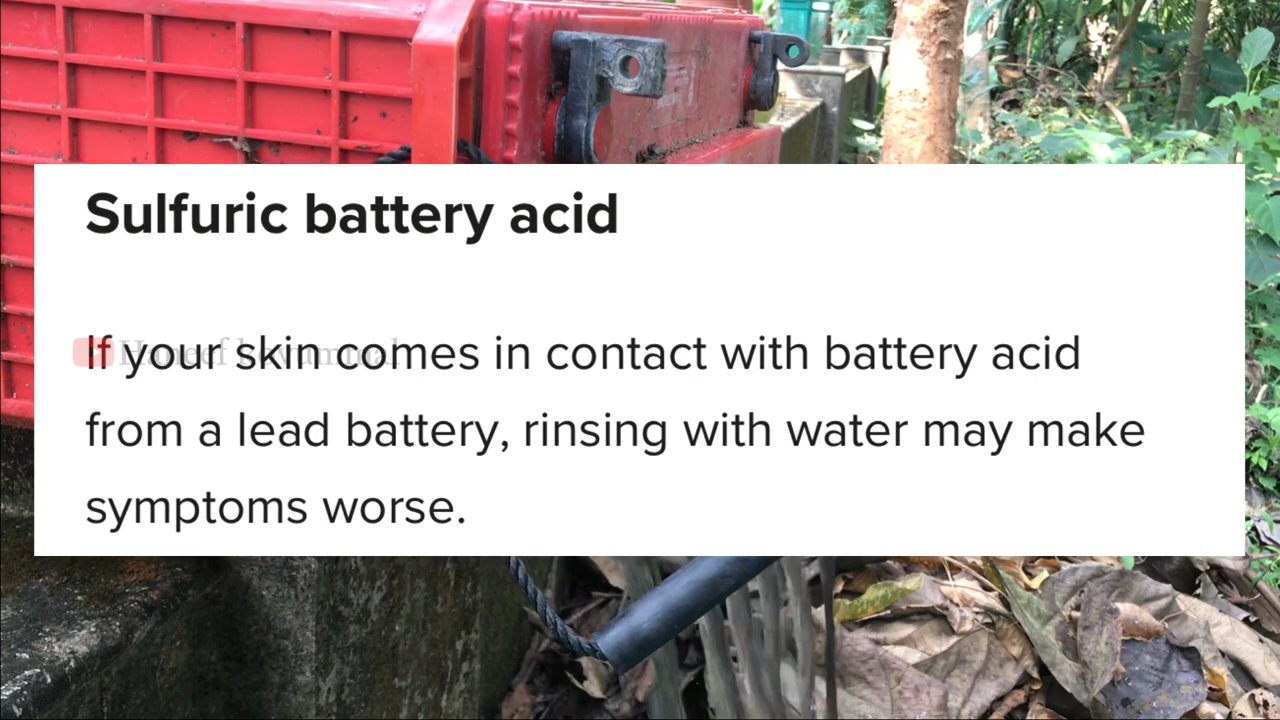 Sulfuric battery acid
If your skin comes in contact with battery acid
from a lead battery, rinsing with water may make
symptoms worse.
Haneef